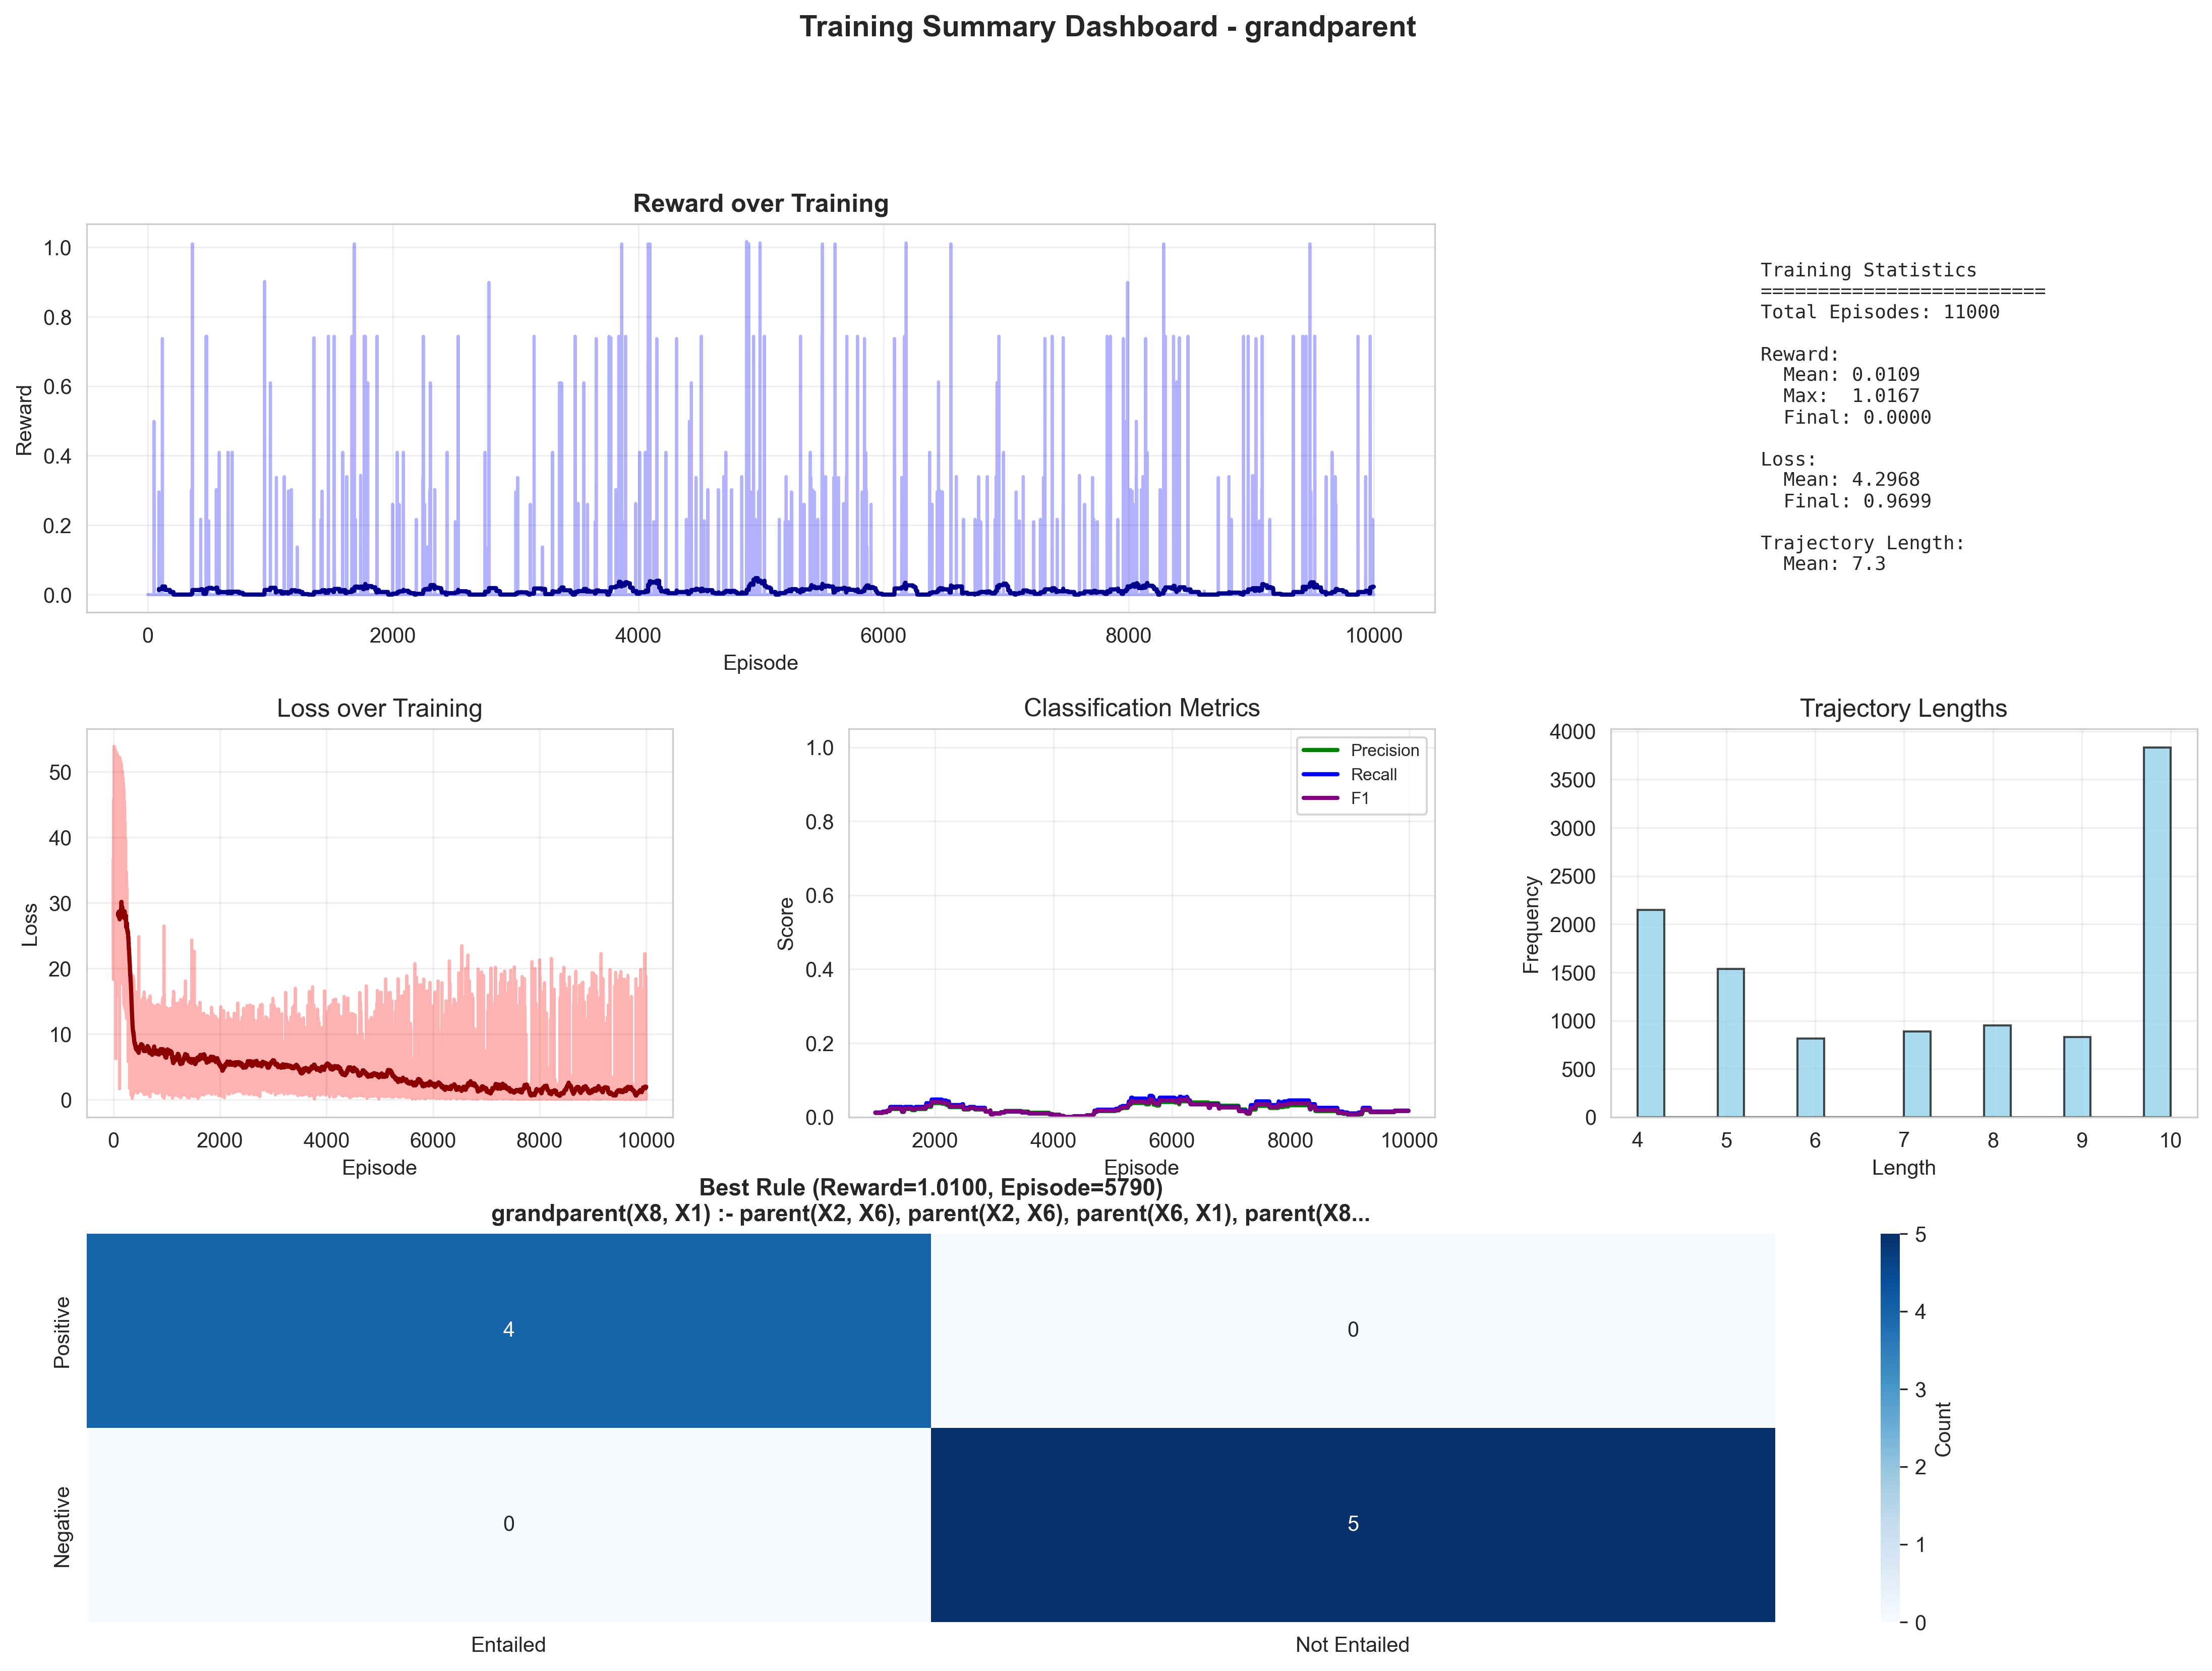 Training Summary Dashboard - grandparent
Reward over Training
Reward
1.0
0.8
0.6
0.4
0.2
0.0
0 2000 4000 6000 8000 10000
Episode
Training Statistics
=========================
Total Episodes: 11000
Reward:
Mean: 0.0109
Max: 1.0167
Final: 0.0000
Loss:
Mean: 4.2968
Final: 0.9699
Trajectory Length:
Mean: 7.3
Loss over Training
Loss
50
40
30
20
10
0
0 2000 4000 6000 8000 10000
Episode
Classification Metrics
Score
1.0
0.8
0.6
0.4
0.2
0.0
Precision
Recall
F1
2000 4000 6000 8000 10000
Episode
Trajectory Lengths
Frequency
4000
3500
3000
2500
2000
1500
1000
500
0
4 5 6 7 8 9 10
Length
Best Rule (Reward=1.0100, Episode=5790)
grandparent(X8, X1) :- parent(X2, X6), parent(X2, X6), parent(X6, X1), parent(X8...
Positive
4 0
Negative
0 5
Entailed Not Entailed
5
4
3
2
1
0
Count